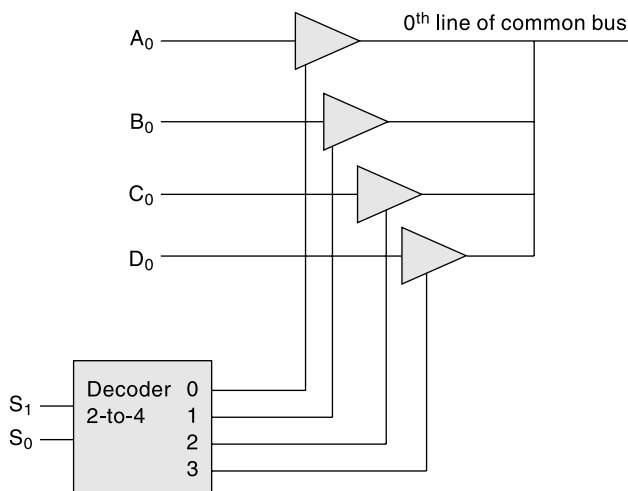 A0
0th line of common bus
B0
C0
D0
Decoder 0
2-to-4 1
2
3
S1
S0